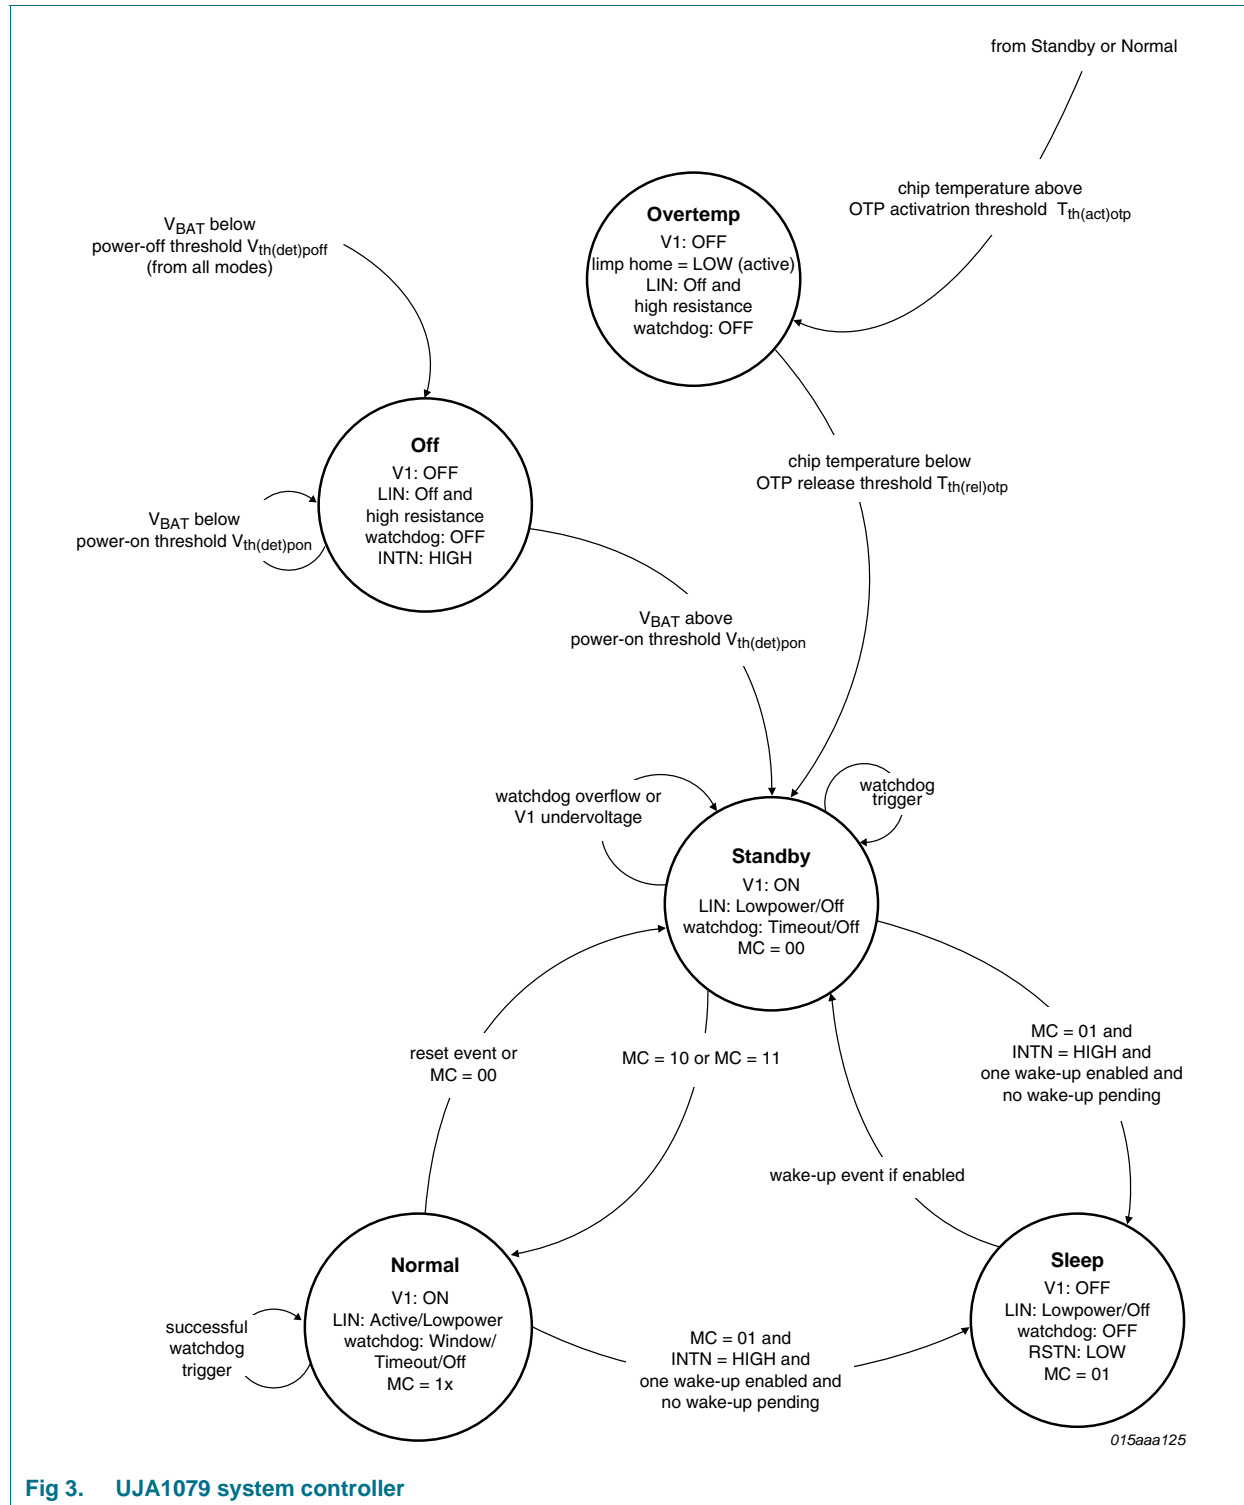 from Standby or Normal
chip temperature above
OTP activatrion threshold Tth(act)otp
Overtemp
V1: OFF
limp home = LOW (active)
LIN: Off and
high resistance
watchdog: OFF
VBAT below
power-off threshold Vth(det)poff
(from all modes)
Off
V1: OFF
LIN: Off and
high resistance
watchdog: OFF
INTN: HIGH
chip temperature below
OTP release threshold Tth(rel)otp
VBAT below
power-on threshold Vth(det)pon
VBAT above
power-on threshold Vth(det)pon
watchdog overflow or
V1 undervoltage
watchdog
trigger
Standby
V1: ON
LIN: Lowpower/Off
watchdog: Timeout/Off
MC = 00
reset event or
MC = 00
MC = 10 or MC = 11
MC = 01 and
INTN = HIGH and
one wake-up enabled and
no wake-up pending
wake-up event if enabled
Normal
V1: ON
LIN: Active/Lowpower
watchdog: Window/
Timeout/Off
MC = 1x
successful
watchdog
trigger
MC = 01 and
INTN = HIGH and
one wake-up enabled and
no wake-up pending
Sleep
V1: OFF
LIN: Lowpower/Off
watchdog: OFF
RSTN: LOW
MC = 01
015aaa125
Fig 3. UJA1079 system controller